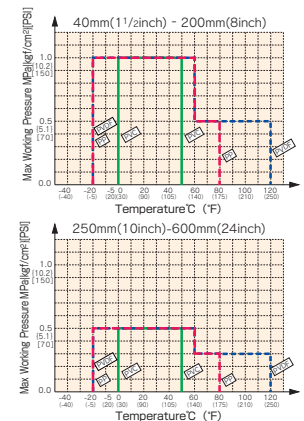 40mm(1 1/2inch) - 200mm(8inch)
Max Working Pressure MPa[kgf/cm²][PSI]
1.0
[10.2]
[150]
0.5
[5.1]
[70]
0.0
PVDF
PP
PVC
PVC
PP
PVDF
-40 -20 -5 0 20 40 60 80 100 120
(-40) (-5) (20) (30) (90) (105) (140) (175) (210) (250)
Temperature℃ (°F)
250mm(10inch)-600mm(24inch)
Max Working Pressure MPa[kgf/cm²][PSI]
1.0
[10.2]
[150]
0.5
[5.1]
[70]
0.0
PVDF
PP
PVC
PVC
PP
PVDF
-40 -20 -5 0 20 40 60 80 100 120
(-40) (-5) (20) (30) (90) (105) (140) (175) (210) (250)
Temperature℃ (°F)